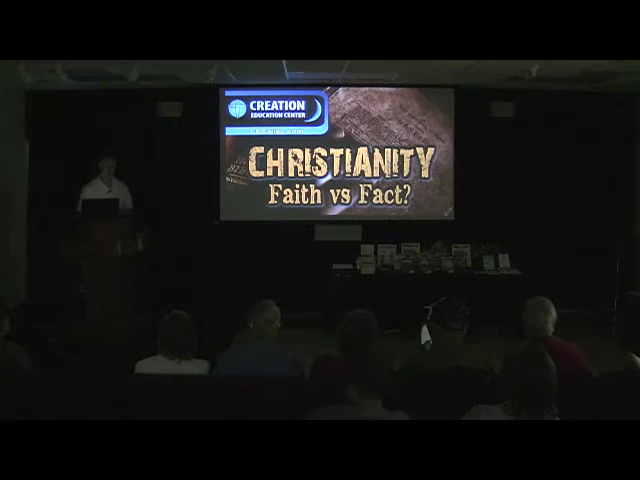 CREATION
EDUCATION CENTER
CHRISTIANITY
Faith vs Fact?